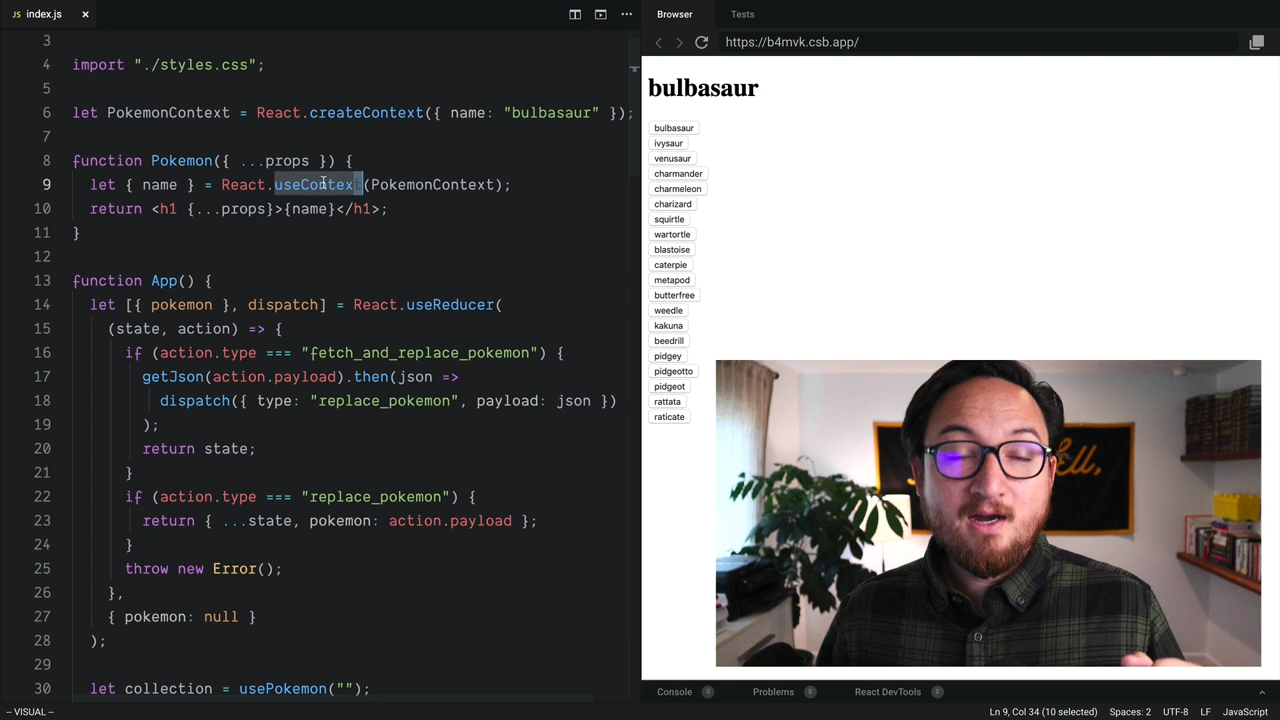 JS index.js ×
3
4 import "./styles.css";
5
6 let PokemonContext = React.createContext({ name: "bulbasaur" });
7
8 function Pokemon({ ...props }) {
9 let { name } = React.useContext(PokemonContext);
10 return <h1 {...props}>{name}</h1>;
11 }
12
13 function App() {
14 let [{ pokemon }, dispatch] = React.useReducer(
15 (state, action) => {
16 if (action.type === "fetch_and_replace_pokemon") {
17 getJson(action.payload).then(json =>
18 dispatch({ type: "replace_pokemon", payload: json })
19 );
20 return state;
21 }
22 if (action.type === "replace_pokemon") {
23 return { ...state, pokemon: action.payload };
24 }
25 throw new Error();
26 },
27 { pokemon: null }
28 );
29
30 let collection = usePokemon("");
-- VISUAL --
Browser Tests
https://b4mvk.csb.app/
bulbasaur
bulbasaur
ivysaur
venusaur
charmander
charmeleon
charizard
squirtle
wartortle
blastoise
caterpie
metapod
butterfree
weedle
kakuna
beedrill
pidgey
pidgeotto
pidgeot
rattata
raticate
Console 0 Problems 0 React DevTools 0
Ln 9, Col 34 (10 selected) Spaces: 2 UTF-8 LF JavaScript